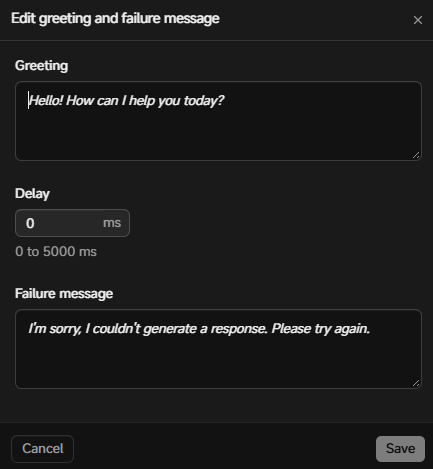 Edit greeting and failure message
Greeting
Hello! How can I help you today?
Delay
0 ms
0 to 5000 ms
Failure message
I'm sorry, I couldn't generate a response. Please try again.
Cancel Save